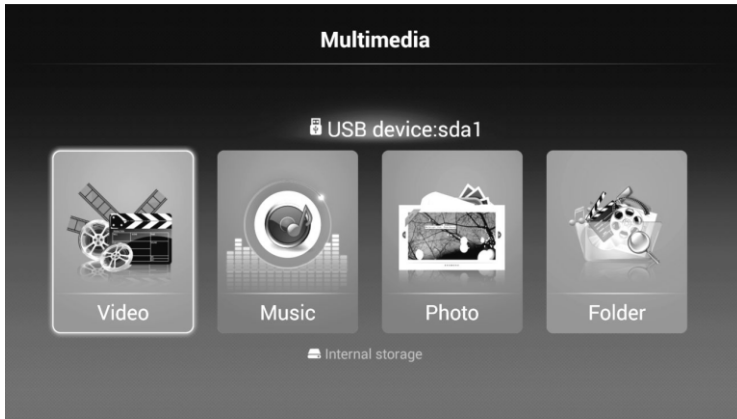 Multimedia
USB device:sda1
Video Music Photo Folder
Internal storage